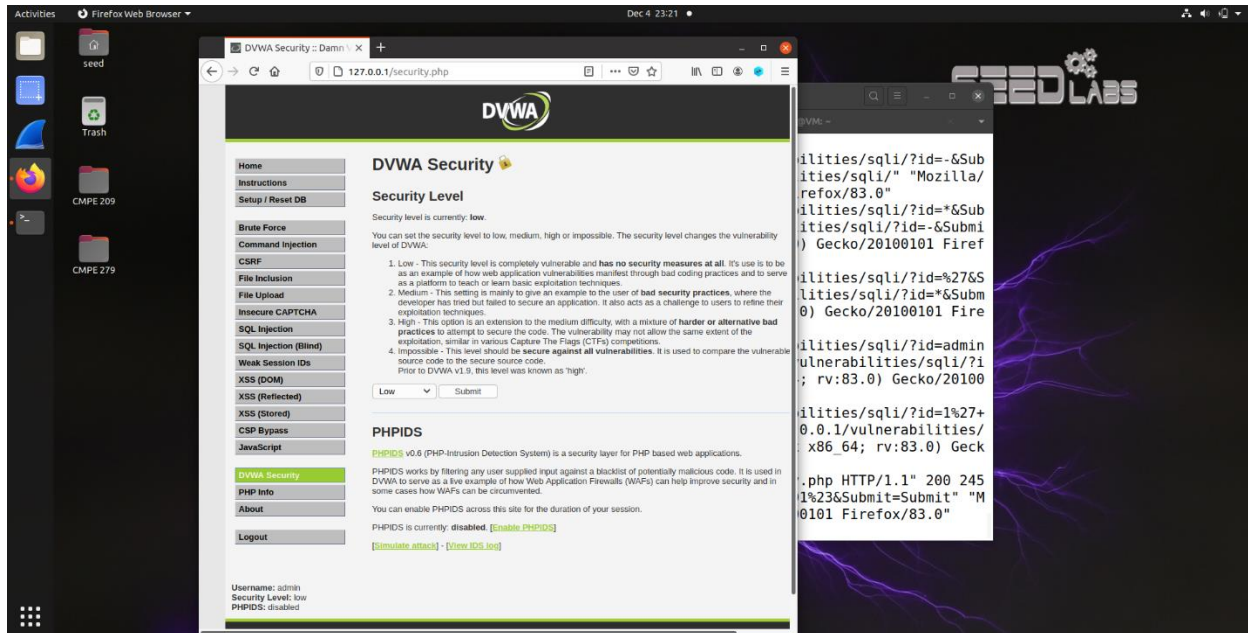 Activities
Firefox Web Browser
Dec 4 23:21
seed
Trash
CMPE 209
CMPE 279
SEEDLABS
DVWA Security :: Damn V
127.0.0.1/security.php
DVWA
Home
Instructions
Setup / Reset DB
Brute Force
Command Injection
CSRF
File Inclusion
File Upload
Insecure CAPTCHA
SQL Injection
SQL Injection (Blind)
Weak Session IDs
XSS (DOM)
XSS (Reflected)
XSS (Stored)
CSP Bypass
JavaScript
DVWA Security
PHP Info
About
Logout
Username: admin
Security Level: low
PHPIDS: disabled
DVWA Security
Security Level
Security level is currently: low.
You can set the security level to low, medium, high or impossible. The security level changes the vulnerability
level of DVWA:
1. Low - This security level is completely vulnerable and has no security measures at all. It's use is to be
as an example of how web application vulnerabilities manifest through bad coding practices and to serve
as a platform to teach or learn basic exploitation techniques.
2. Medium - This setting is mainly to give an example to the user of bad security practices, where the
developer has tried but failed to secure an application. It also acts as a challenge to users to refine their
exploitation techniques.
3. High - This option is an extension to the medium difficulty, with a mixture of harder or alternative bad
practices to attempt to secure the code. The vulnerability may not allow the same extent of the
exploitation, similar in various Capture The Flags (CTFs) competitions.
4. Impossible - This level should be secure against all vulnerabilities. It is used to compare the vulnerable
source code to the secure source code.
Prior to DVWA v1.9, this level was known as 'high'.
Low
Submit
PHPIDS
PHPIDS v0.6 (PHP-Intrusion Detection System) is a security layer for PHP based web applications.
PHPIDS works by filtering any user supplied input against a blacklist of potentially malicious code. It is used in
DVWA to serve as a live example of how Web Application Firewalls (WAFs) can help improve security and in
some cases how WAFs can be circumvented.
You can enable PHPIDS across this site for the duration of your session.
PHPIDS is currently: disabled. [Enable PHPIDS]
[Simulate attack] - [View IDS log]
@VM: ~
ilities/sqli/?id=-&Sub
ities/sqli/" "Mozilla/
refox/83.0"
ilities/sqli/?id=*&Sub
ities/sqli/?id=-&Submi
) Gecko/20100101 Firef
ilities/sqli/?id=%27&S
lities/sqli/?id=*&Subm
0) Gecko/20100101 Fire
ilities/sqli/?id=admin
ulnerabilities/sqli/?i
; rv:83.0) Gecko/20100
ilities/sqli/?id=1%27+
0.0.1/vulnerabilities/
x86_64; rv:83.0) Geck
.php HTTP/1.1" 200 245
1%23&Submit=Submit" "M
0101 Firefox/83.0"